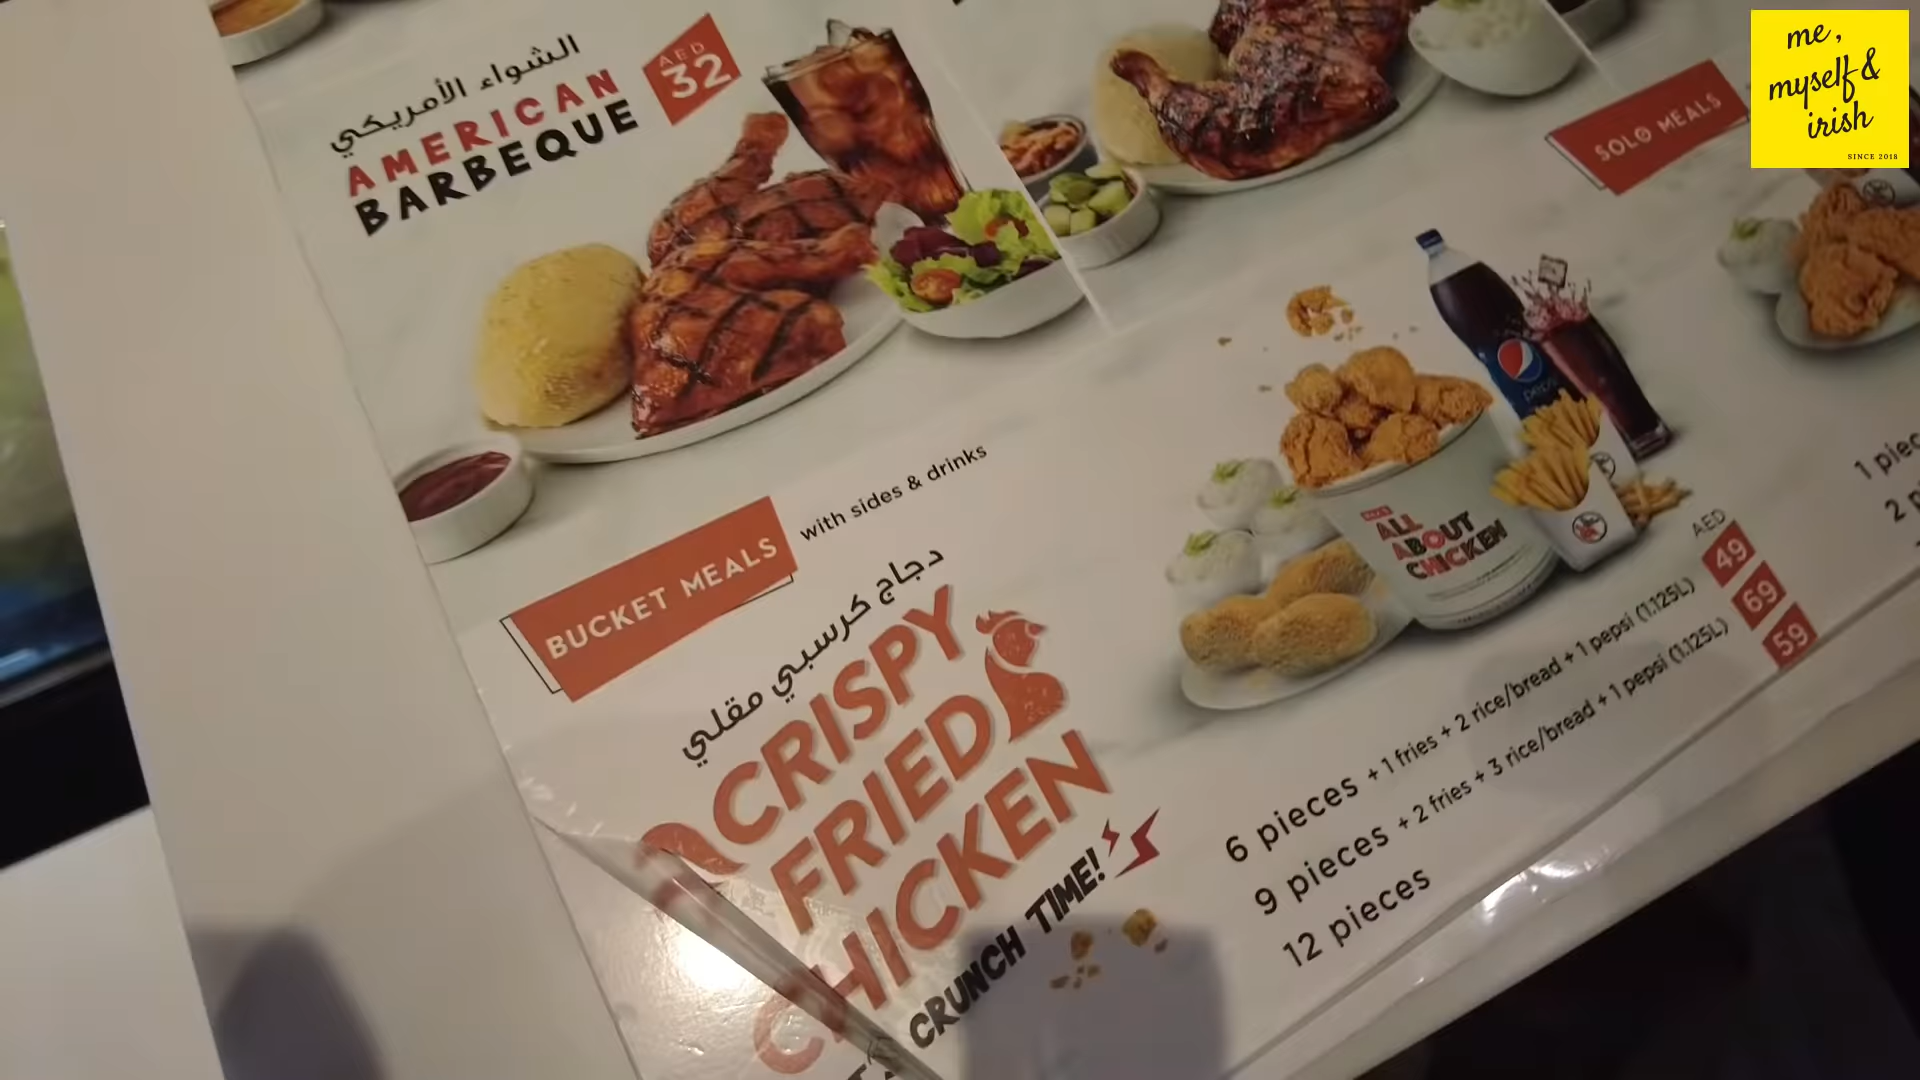 الشواء الأمريكي
AMERICAN
BARBEQUE
AED
32
me,
myself &
irish
SINCE 2018
SOLO MEALS
BUCKET MEALS
with sides & drinks
دجاج كرسبي مقلي
CRISPY
FRIED
CHICKEN
CRUNCH TIME!
pepsi
ALL
ABOUT
CHICKEN
AED
6 pieces + 1 fries + 2 rice/bread + 1 pepsi (1.125L) 49
9 pieces + 2 fries + 3 rice/bread + 1 pepsi (1.125L) 69
12 pieces 59
1 piec
2 p